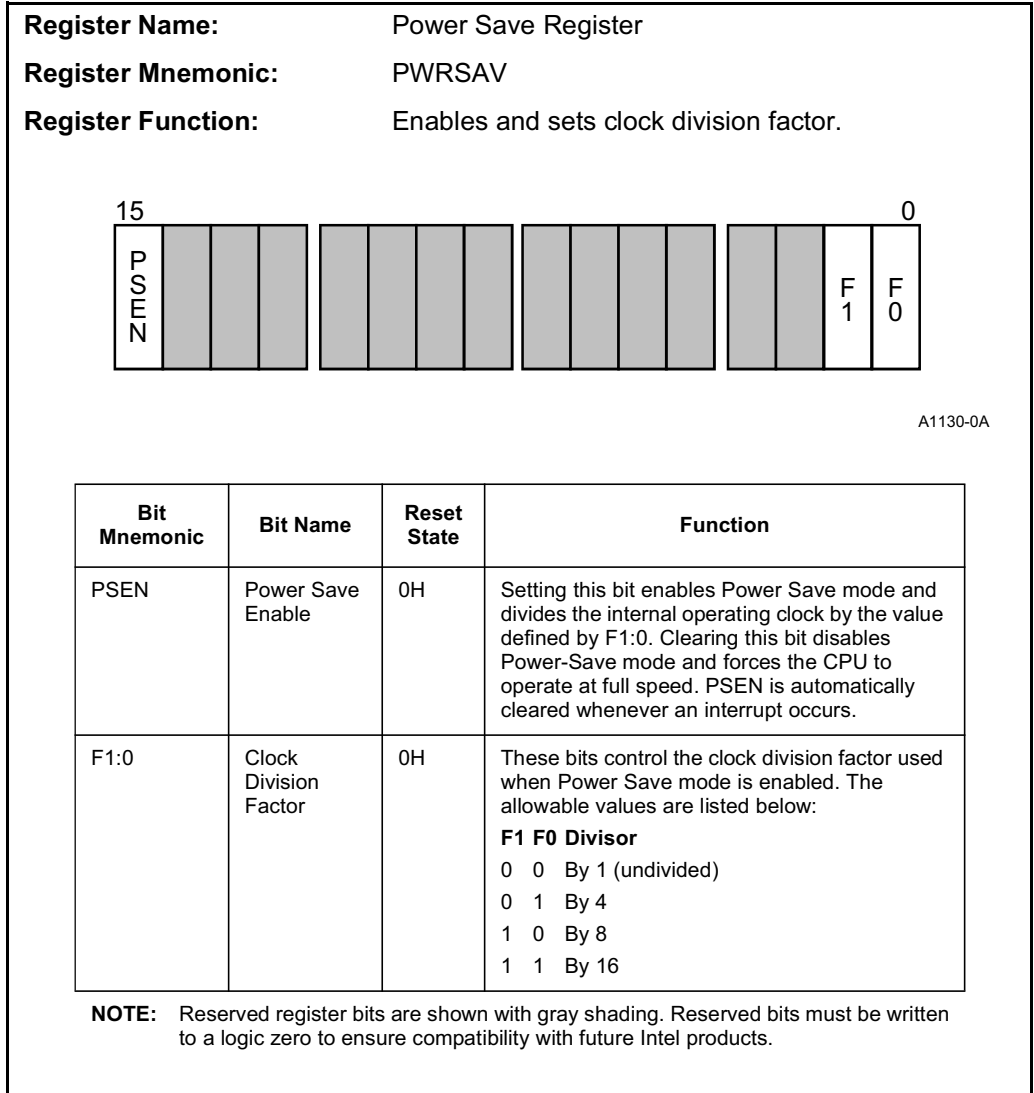 Register Name: Power Save Register
Register Mnemonic: PWRSAV
Register Function: Enables and sets clock division factor.
15 0
PSEN F1 F0
A1130-0A
Bit Mnemonic Bit Name Reset State Function
PSEN Power Save Enable 0H Setting this bit enables Power Save mode and
divides the internal operating clock by the value
defined by F1:0. Clearing this bit disables
Power-Save mode and forces the CPU to
operate at full speed. PSEN is automatically
cleared whenever an interrupt occurs.
F1:0 Clock Division Factor 0H These bits control the clock division factor used
when Power Save mode is enabled. The
allowable values are listed below:
F1 F0 Divisor
0 0 By 1 (undivided)
0 1 By 4
1 0 By 8
1 1 By 16
NOTE: Reserved register bits are shown with gray shading. Reserved bits must be written
to a logic zero to ensure compatibility with future Intel products.